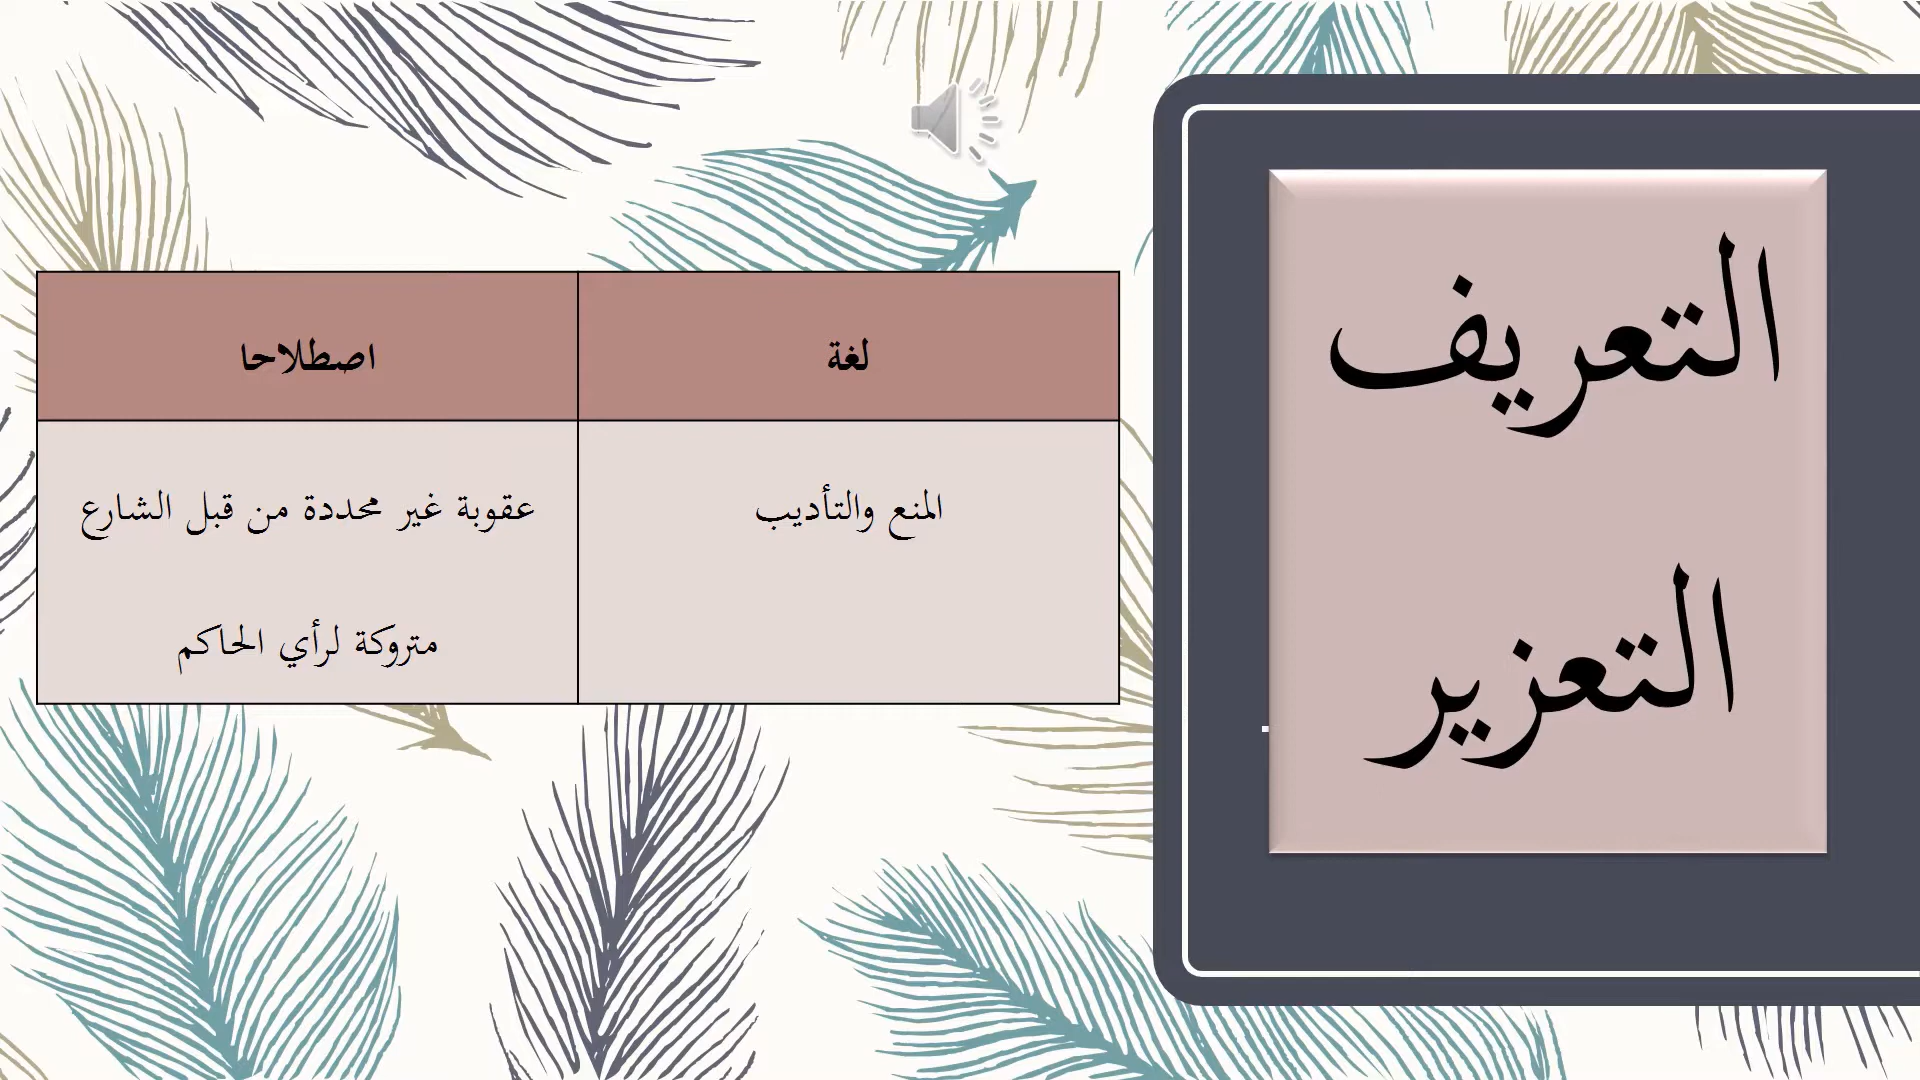 التعريف
التعزير
لغة
اصطلاحا
المنع والتأديب
عقوبة غير محددة من قبل الشارع
متروكة لرأي الحاكم